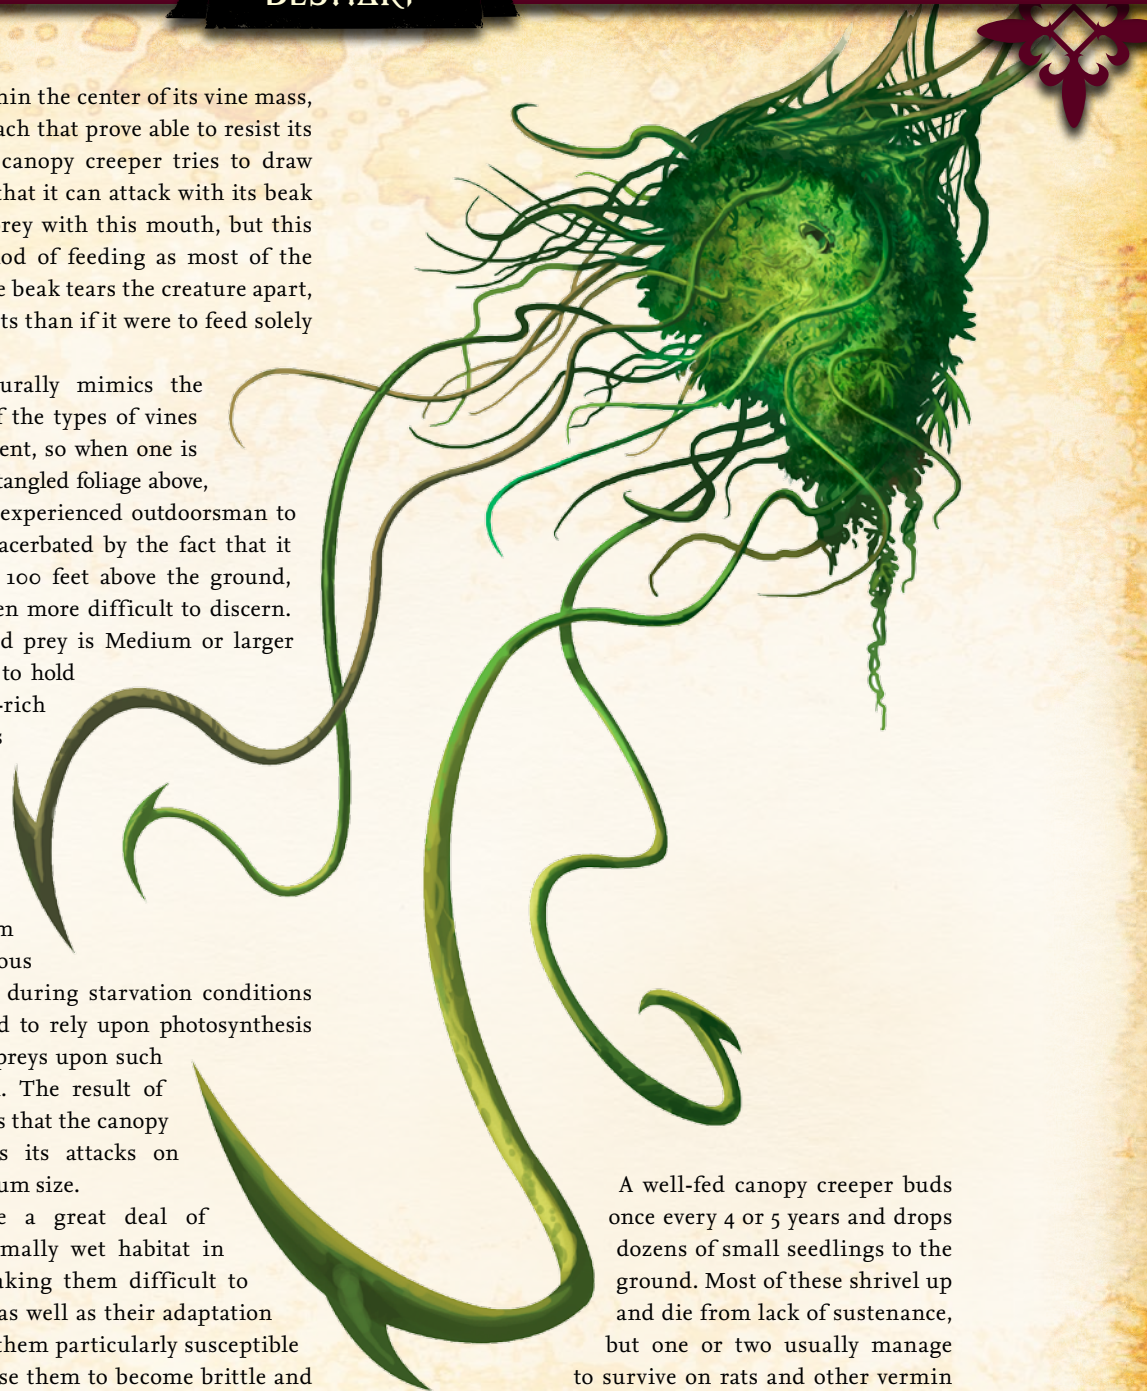 BESTIARY
hin the center of its vine mass,
ach that prove able to resist its
canopy creeper tries to draw
that it can attack with its beak
rey with this mouth, but this
od of feeding as most of the
e beak tears the creature apart,
ts than if it were to feed solely
urally mimics the
f the types of vines
ent, so when one is
tangled foliage above,
experienced outdoorsman to
acerbated by the fact that it
100 feet above the ground,
en more difficult to discern.
d prey is Medium or larger
to hold
-rich
s
m
ous
during starvation conditions
d to rely upon photosynthesis
preys upon such
. The result of
s that the canopy
s its attacks on
um size.
e a great deal of
mally wet habitat in
aking them difficult to
as well as their adaptation
them particularly susceptible
se them to become brittle and
A well-fed canopy creeper buds
once every 4 or 5 years and drops
dozens of small seedlings to the
ground. Most of these shrivel up
and die from lack of sustenance,
but one or two usually manage
to survive on rats and other vermin